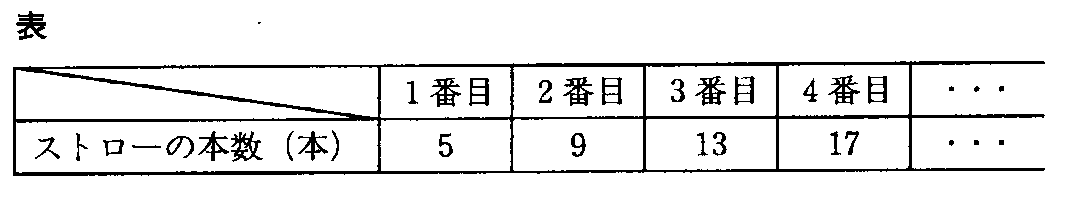 表
1番目 2番目 3番目 4番目 ・・・
ストローの本数（本） 5 9 13 17 ・・・